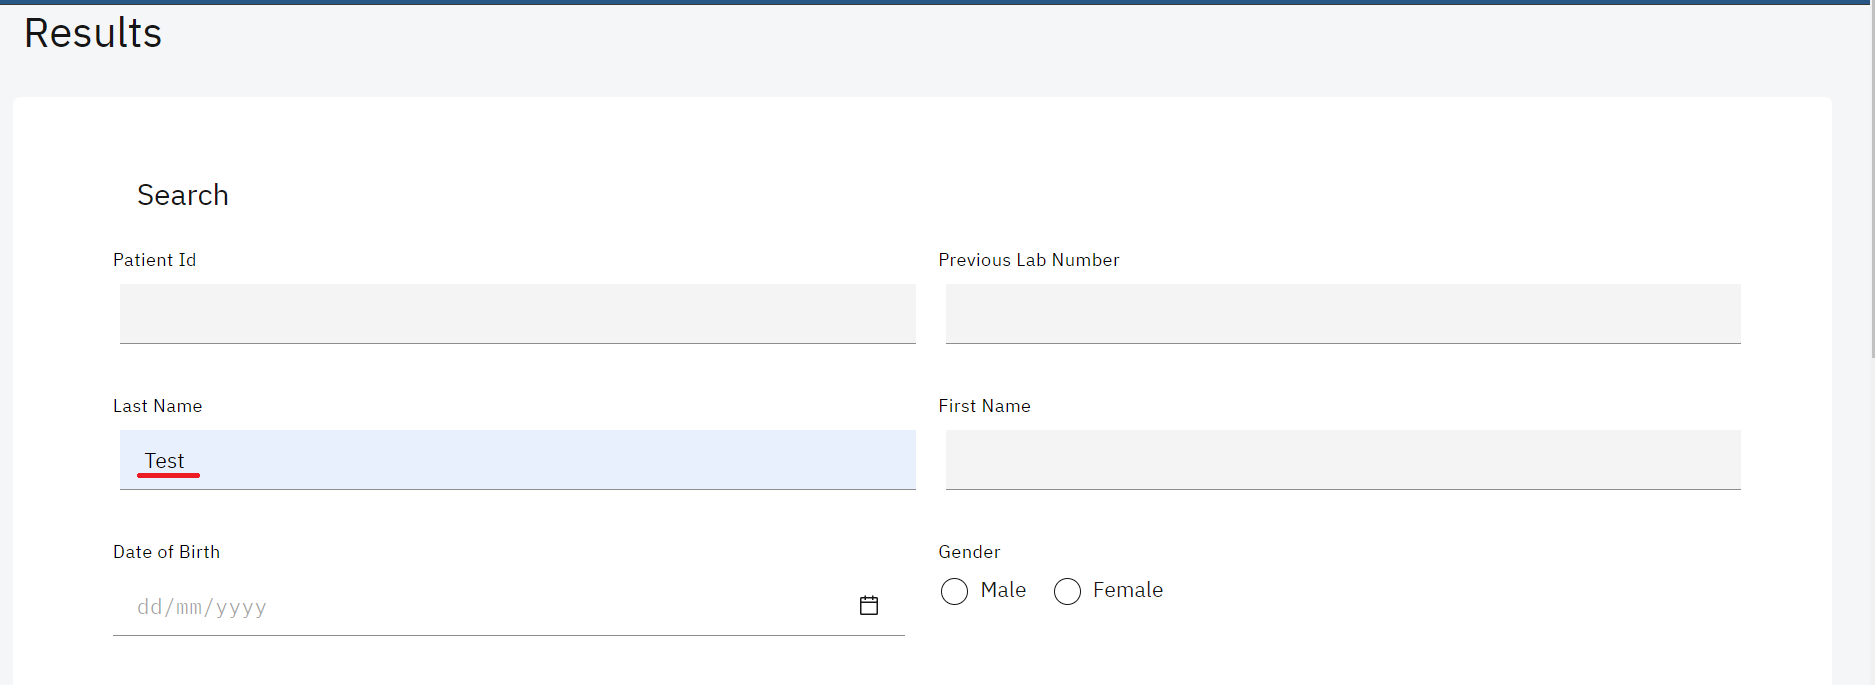 Results
Search
Patient Id
Previous Lab Number
Last Name
First Name
Test
Date of Birth
Gender
dd/mm/yyyy
Male
Female